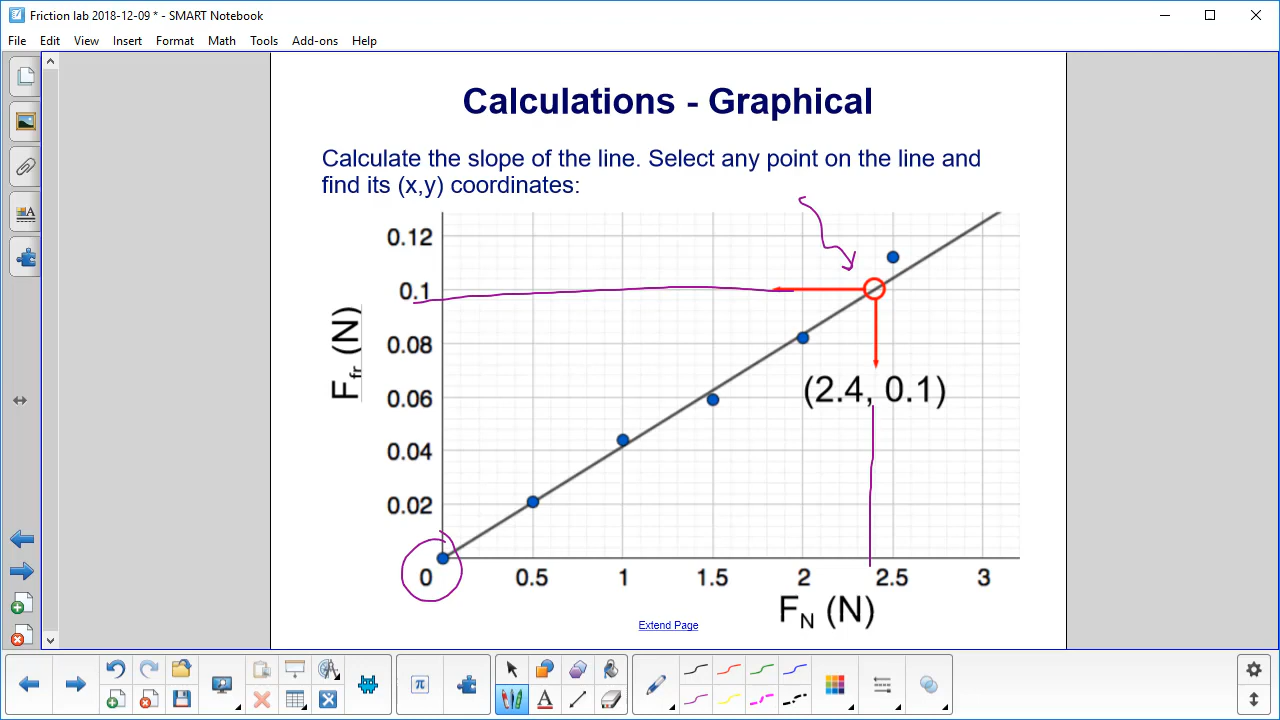 Friction lab 2018-12-09 * - SMART Notebook
File Edit View Insert Format Math Tools Add-ons Help
Calculations - Graphical
Calculate the slope of the line. Select any point on the line and
find its (x,y) coordinates:
0.12
0.1
0.08
0.06
0.04
0.02
Ffr (N)
(2.4, 0.1)
0 0.5 1 1.5 2 2.5 3
FN (N)
Extend Page
π
A